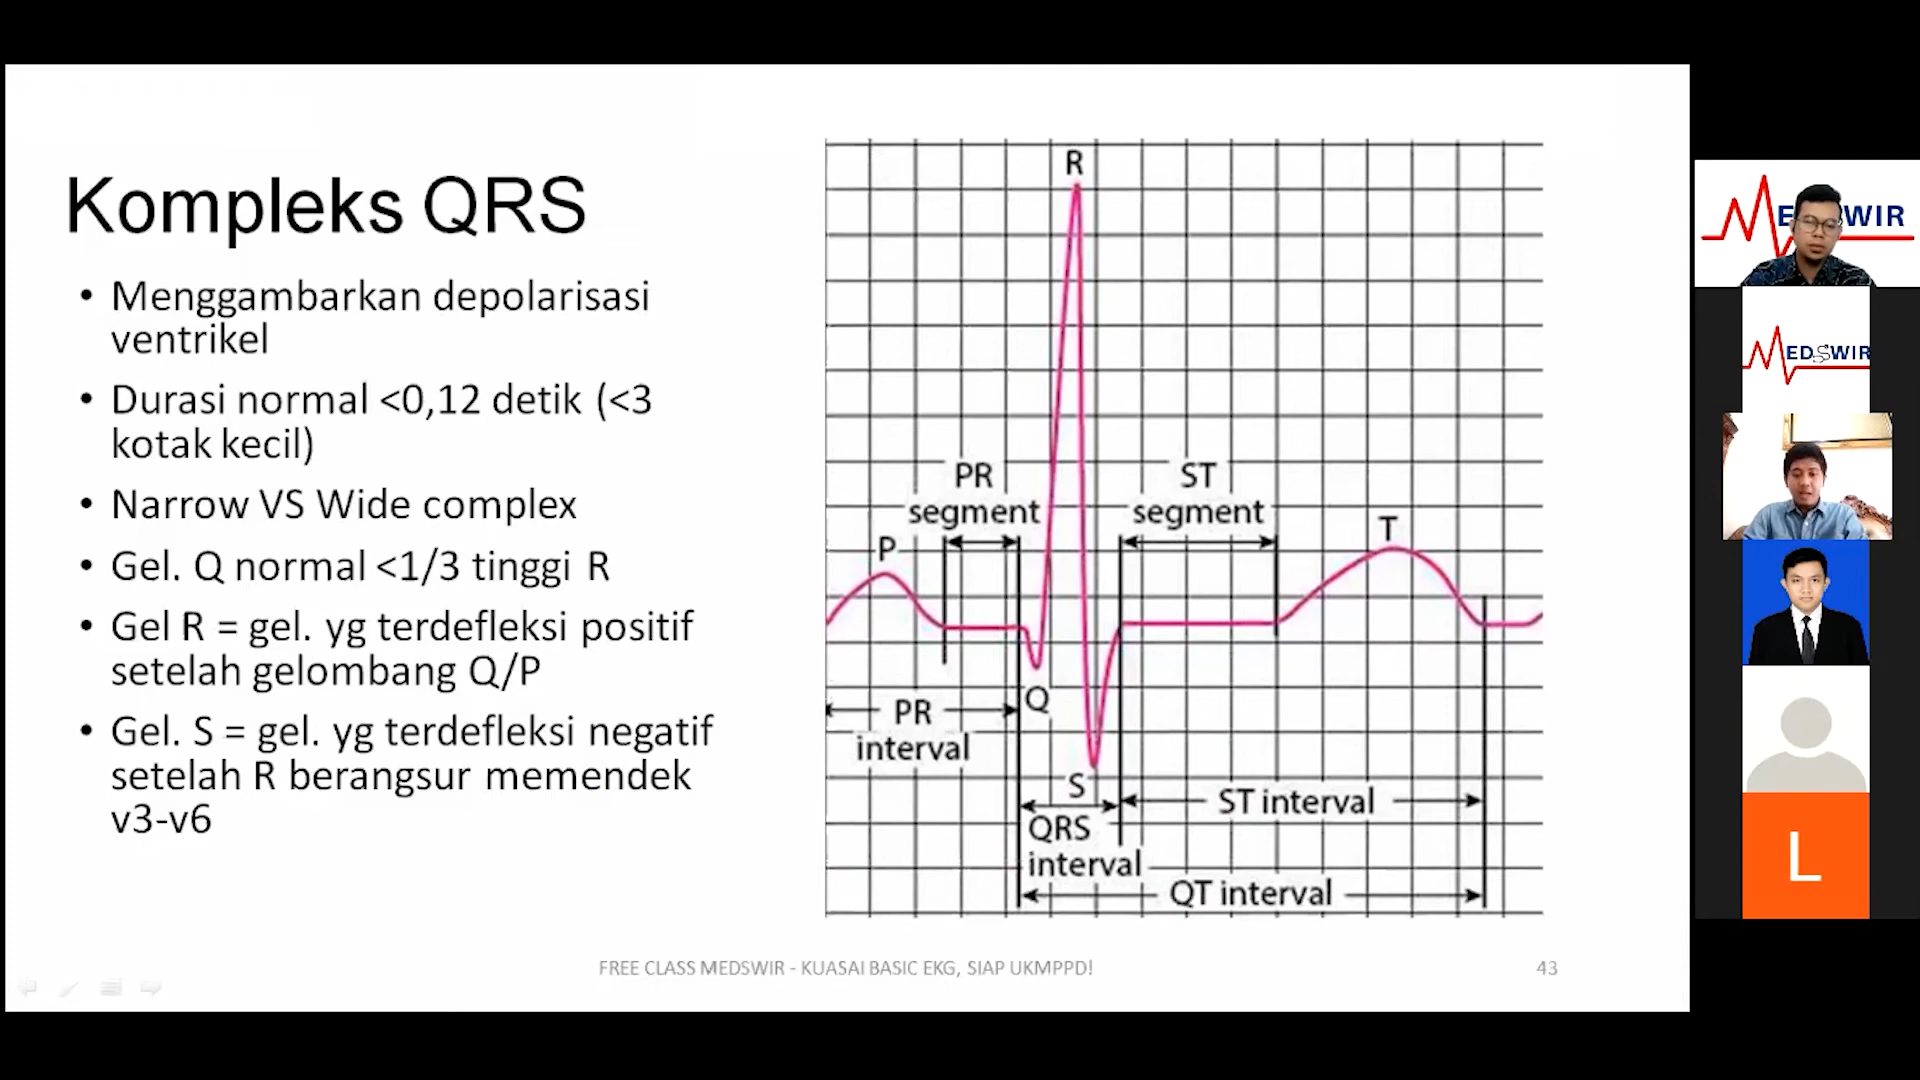 Kompleks QRS
• Menggambarkan depolarisasi
ventrikel
• Durasi normal <0,12 detik (<3
kotak kecil)
• Narrow VS Wide complex
• Gel. Q normal <1/3 tinggi R
• Gel R = gel. yg terdefleksi positif
setelah gelombang Q/P
• Gel. S = gel. yg terdefleksi negatif
setelah R berangsur memendek
v3-v6
R
PR
segment
ST
segment
P
T
Q
PR
interval
S
ST interval
QRS
interval
QT interval
FREE CLASS MEDSWIR - KUASAI BASIC EKG, SIAP UKMPPD!
43
MEDSWIR
L